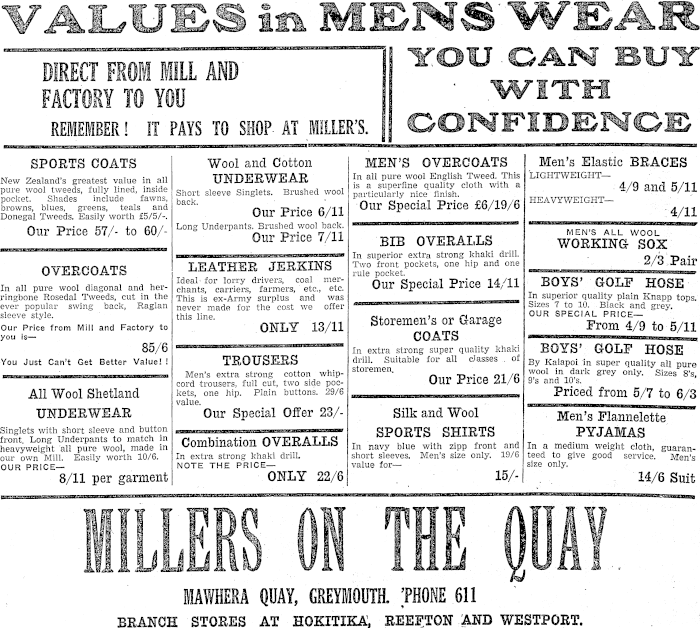 VALUES in MENS WEAR
DIRECT FROM MILL AND
FACTORY TO YOU
REMEMBER! IT PAYS TO SHOP AT MILLER'S.
YOU CAN BUY
WITH
CONFIDENCE
SPORTS COATS
New Zealand's greatest value in all
pure wool tweeds, fully lined, inside
pocket. Shades include fawns,
browns, blues, greens, teals and
Donegal Tweeds. Easily worth £5/5/-.
Our Price 57/- to 60/-
OVERCOATS
In all pure wool diagonal and her-
ringbone Rosedal Tweeds, cut in the
ever popular swing back, Raglan
sleeve style.
Our Price from Mill and Factory to
you is—
85/6
You Just Can't Get Better Value!!
All Wool Shetland
UNDERWEAR
Singlets with short sleeve and button
front, Long Underpants to match in
heavyweight all pure wool, made in
our own Mill. Easily worth 10/6.
OUR PRICE—
8/11 per garment
Wool and Cotton
UNDERWEAR
Short sleeve Singlets. Brushed wool
back.
Our Price 6/11
Long Underpants. Brushed wool back.
Our Price 7/11
LEATHER JERKINS
Ideal for lorry drivers, coal mer-
chants, carriers, farmers, etc., etc.
This is ex-Army surplus and was
never made for the cost we offer
this line.
ONLY 13/11
TROUSERS
Men's extra strong cotton whip-
cord trousers, full cut, two side poc-
kets, one hip. Plain buttons. 29/6
value.
Our Special Offer 23/-
Combination OVERALLS
In extra strong khaki drill.
NOTE THE PRICE—
ONLY 22/6
MEN'S OVERCOATS
In all pure wool English Tweed. This
is a superfine quality cloth with a
particularly nice finish.
Our Special Price £6/19/6
BIB OVERALLS
In superior extra strong khaki drill.
Two front pockets, one hip and one
rule pocket.
Our Special Price 14/11
Storemen's or Garage
COATS
In extra strong super quality khaki
drill. Suitable for all classes of
storemen.
Our Price 21/6
Silk and Wool
SPORTS SHIRTS
In navy blue with zipp front and
short sleeves. Men's size only. 19/6
value for—
15/-
Men's Elastic BRACES
LIGHTWEIGHT—
4/9 and 5/11
HEAVYWEIGHT—
4/11
MEN'S ALL WOOL
WORKING SOX
2/3 Pair
BOYS' GOLF HOSE
In superior quality plain Knapp tops.
Sizes 7 to 10. Black and grey.
OUR SPECIAL PRICE—
From 4/9 to 5/11
BOYS' GOLF HOSE
By Kalapoi in super quality all pure
wool in dark grey only. Sizes 8's,
9's and 10's.
Priced from 5/7 to 6/3
Men's Flannelette
PYJAMAS
In a medium weight cloth, guaran-
teed to give good service. Men's
size only.
14/6 Suit
MILLERS ON THE QUAY
MAWHERA QUAY, GREYMOUTH. 'PHONE 611
BRANCH STORES AT HOKITIKA, REEFTON AND WESTPORT.